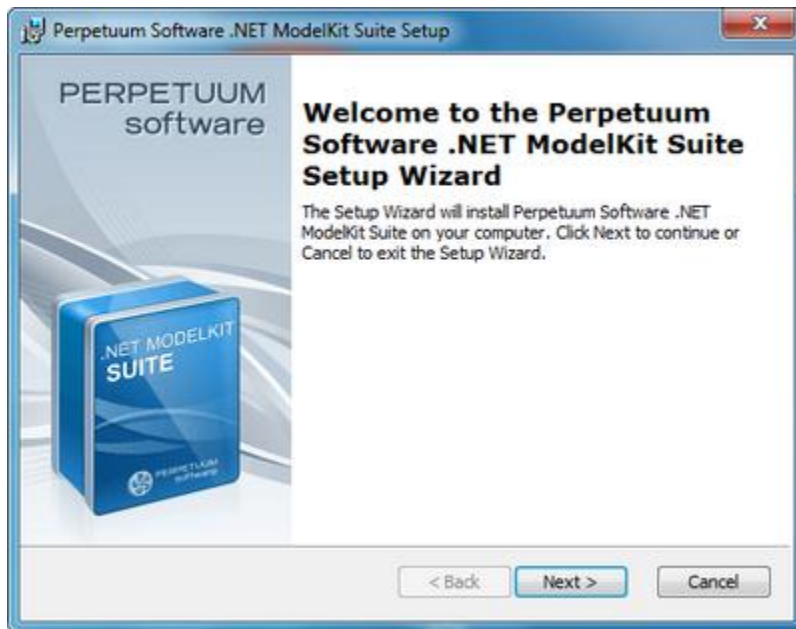 Perpetuum Software .NET ModelKit Suite Setup
PERPETUUM
software
Welcome to the Perpetuum
Software .NET ModelKit Suite
Setup Wizard
The Setup Wizard will install Perpetuum Software .NET
ModelKit Suite on your computer. Click Next to continue or
Cancel to exit the Setup Wizard.
.NET MODELKIT
SUITE
PERPETUUM
software
< Back
Next >
Cancel